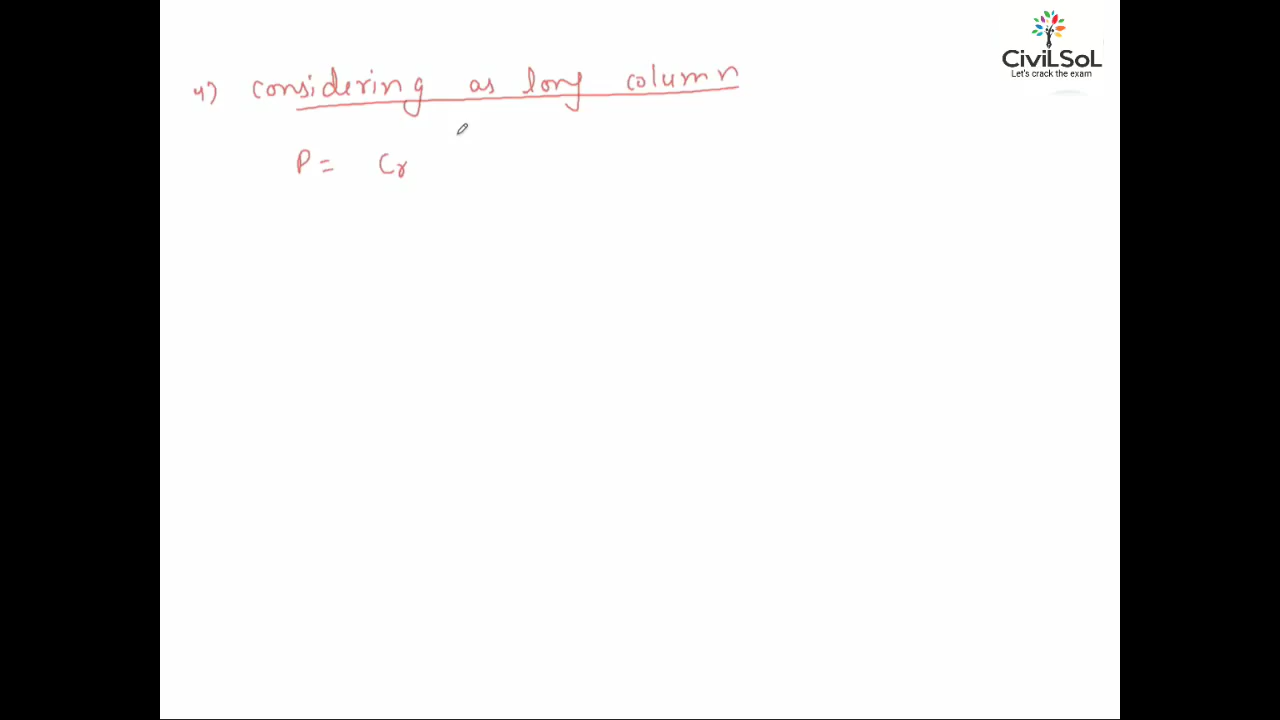 CiviLSoL
Let's crack the exam
4) considering as long column
P = Cr